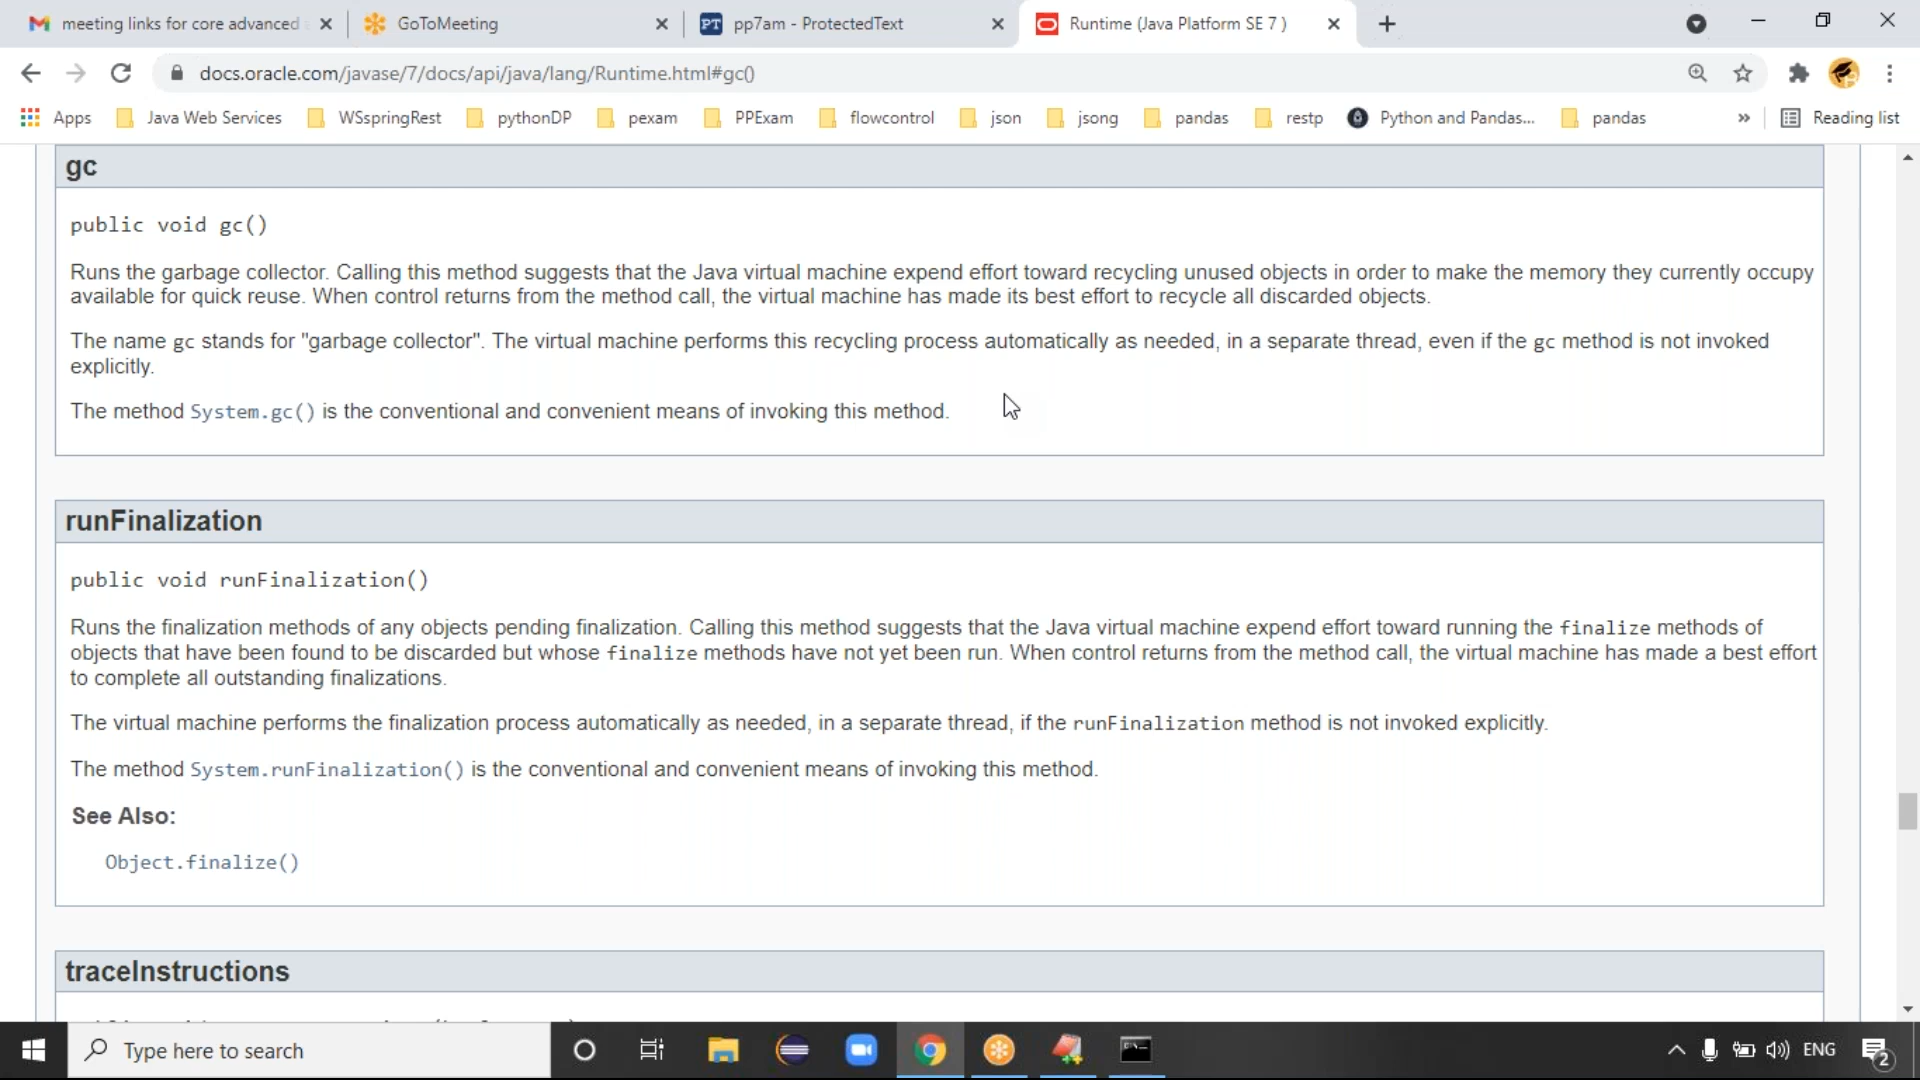 meeting links for core advanced
GoToMeeting
pp7am - ProtectedText
Runtime (Java Platform SE 7 )
docs.oracle.com/javase/7/docs/api/java/lang/Runtime.html#gc()
Apps
Java Web Services
WSspringRest
pythonDP
pexam
PPExam
flowcontrol
json
jsong
pandas
restp
Python and Pandas...
pandas
»
Reading list
gc
public void gc()
Runs the garbage collector. Calling this method suggests that the Java virtual machine expend effort toward recycling unused objects in order to make the memory they currently occupy
available for quick reuse. When control returns from the method call, the virtual machine has made its best effort to recycle all discarded objects.
The name gc stands for "garbage collector". The virtual machine performs this recycling process automatically as needed, in a separate thread, even if the gc method is not invoked
explicitly.
The method System.gc() is the conventional and convenient means of invoking this method.
runFinalization
public void runFinalization()
Runs the finalization methods of any objects pending finalization. Calling this method suggests that the Java virtual machine expend effort toward running the finalize methods of
objects that have been found to be discarded but whose finalize methods have not yet been run. When control returns from the method call, the virtual machine has made a best effort
to complete all outstanding finalizations.
The virtual machine performs the finalization process automatically as needed, in a separate thread, if the runFinalization method is not invoked explicitly.
The method System.runFinalization() is the conventional and convenient means of invoking this method.
See Also:
Object.finalize()
traceInstructions
Type here to search
ENG
2